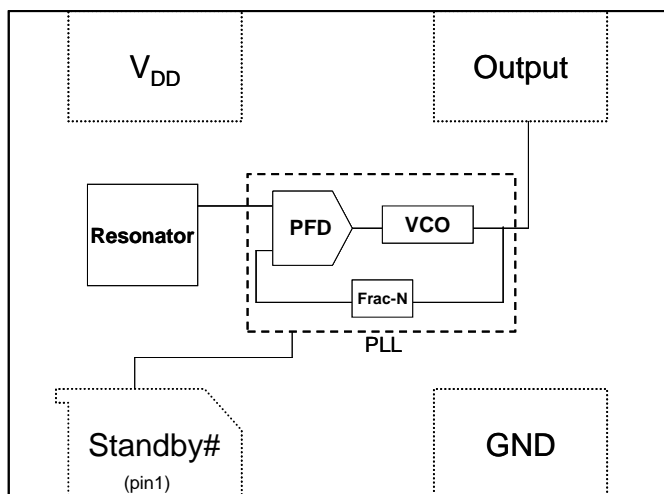 VDD
Output
Resonator
PFD
VCO
Frac-N
PLL
Standby#
(pin1)
GND